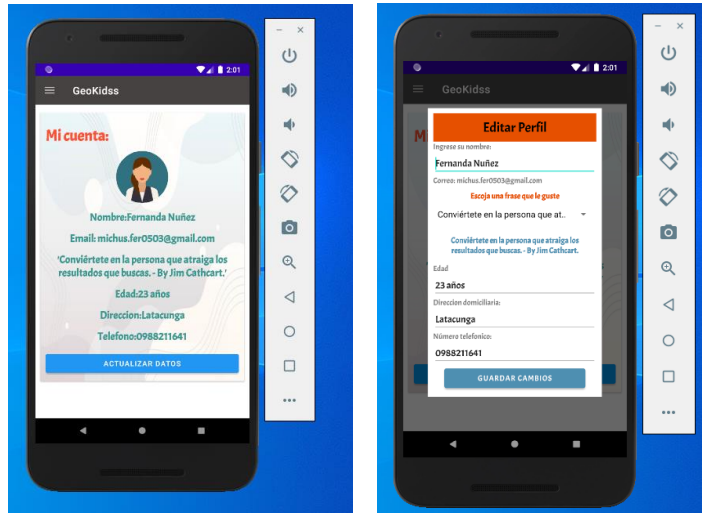 2:01
GeoKidss
Mi cuenta:
Nombre:Fernanda Nuñez
Email: michus.fer0503@gmail.com
'Conviértete en la persona que atraiga los
resultados que buscas. - By Jim Cathcart.'
Edad:23 años
Direccion:Latacunga
Telefono:0988211641
ACTUALIZAR DATOS
2:01
GeoKidss
M
Editar Perfil
Ingrese su nombre:
Fernanda Nuñez
Correo: michus.fer0503@gmail.com
Escoja una frase que le guste
Conviértete en la persona que at..
Conviértete en la persona que atraiga los
resultados que buscas. - By Jim Cathcart.
Edad
23 años
Direccion domiciliaria:
Latacunga
Número telefonico:
0988211641
GUARDAR CAMBIOS